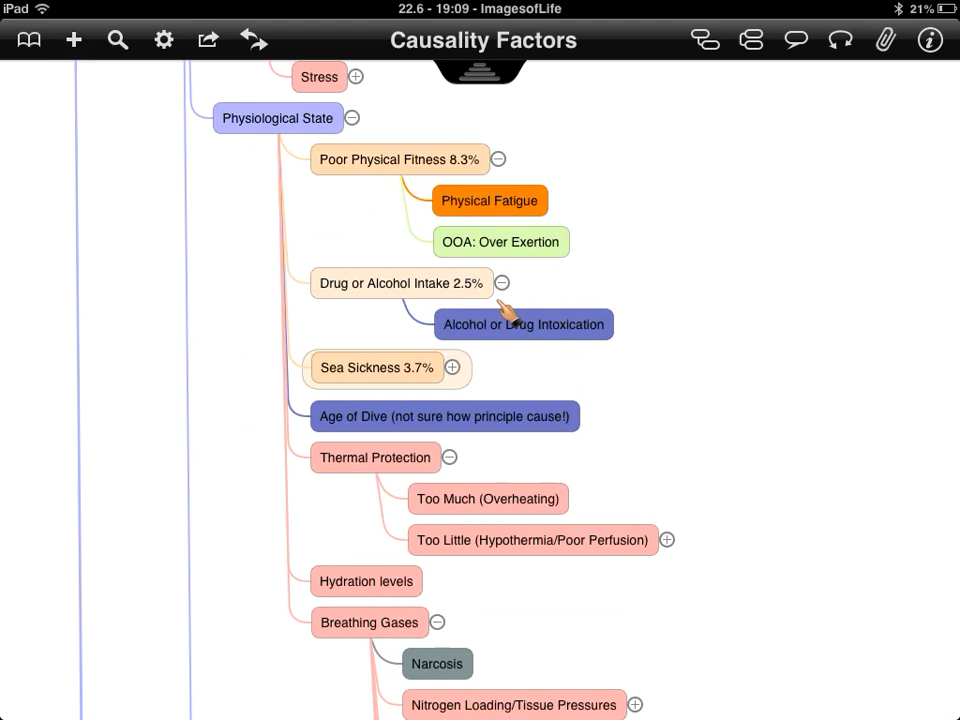 iPad
22.6 - 19:09 - ImagesofLife
21%
Causality Factors
Stress
Physiological State
Poor Physical Fitness 8.3%
Physical Fatigue
OOA: Over Exertion
Drug or Alcohol Intake 2.5%
Alcohol or Drug Intoxication
Sea Sickness 3.7%
Age of Dive (not sure how principle cause!)
Thermal Protection
Too Much (Overheating)
Too Little (Hypothermia/Poor Perfusion)
Hydration levels
Breathing Gases
Narcosis
Nitrogen Loading/Tissue Pressures